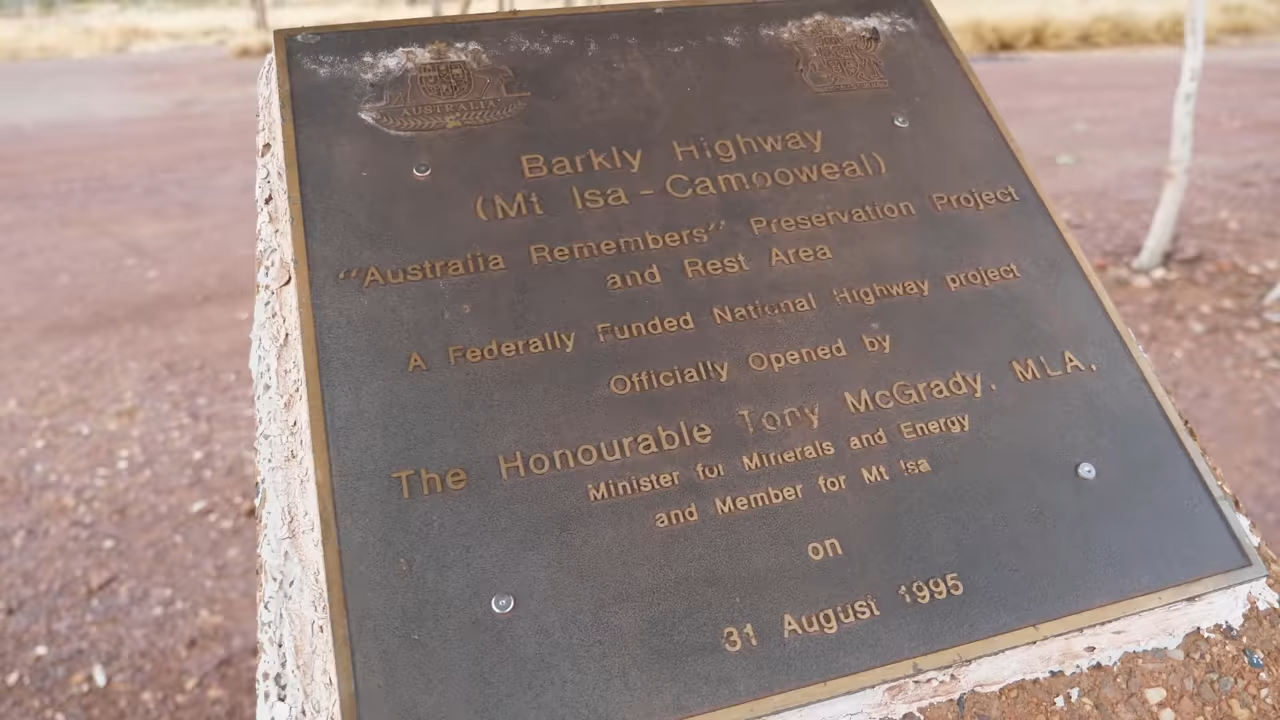 AUSTRALIA
Barkly Highway
(Mt Isa - Camooweal)
"Australia Remembers" Preservation Project
and Rest Area
A Federally Funded National Highway project
Officially Opened by
The Honourable Tony McGrady, MLA,
Minister for Minerals and Energy
and Member for Mt Isa
on
31 August 1995